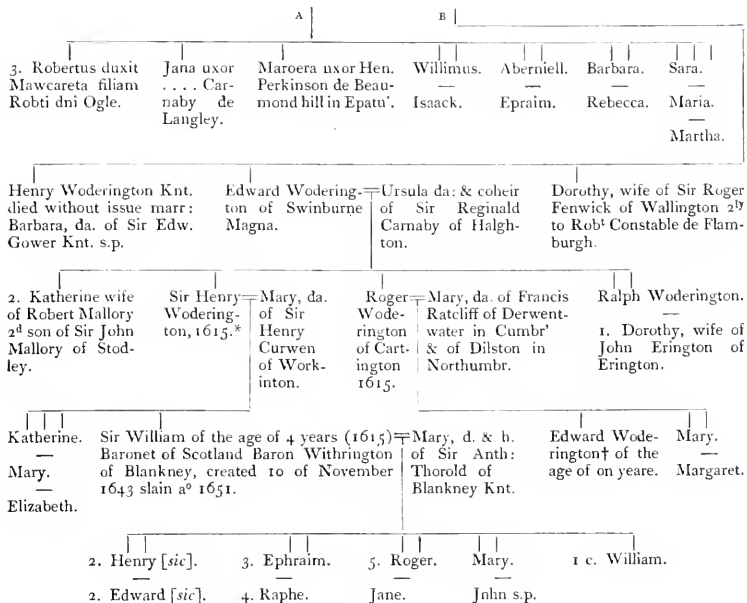 A
B
3. Robertus duxit
Mawcareta filiam
Robti dni Ogle.
Jana uxor
.... Car-
naby de
Langley.
Maroera uxor Hen.
Perkinson de Beau-
mond hill in Epatu'.
Willimus.
—
Isaack.
Aberniell.
—
Epraim.
Barbara.
—
Rebecca.
Sara.
—
Maria.
—
Martha.
Henry Woderington Knt.
died without issue marr:
Barbara, da. of Sir Edw.
Gower Knt. s.p.
Edward Wodering-
ton of Swinburne
Magna.
Ursula da: & coheir
of Sir Reginald
Carnaby of Halgh-
ton.
Dorothy, wife of Sir Roger
Fenwick of Wallington 2ly
to Robt Constable de Flam-
burgh.
2. Katherine wife
of Robert Mallory
2d son of Sir John
Mallory of Stod-
ley.
Sir Henry
Wodering-
ton, 1615.*
Mary, da.
of Sir
Henry
Curwen
of Work-
inton.
Roger
Wode-
rington
of Cart-
ington
1615.
Mary, da. of Francis
Ratcliff of Derwent-
water in Cumbr'
& of Dilston in
Northumbr.
Ralph Woderington.
—
1. Dorothy, wife of
John Erington of
Erington.
Katherine.
—
Mary.
—
Elizabeth.
Sir William of the age of 4 years (1615)
Baronet of Scotland Baron Withrington
of Blankney, created 10 of November
1643 slain ao 1651.
Mary, d. & h.
of Sir Anth:
Thorold of
Blankney Knt.
Edward Wode-
rington† of the
age of on yeare.
Mary.
—
Margaret.
2. Henry [sic].
—
2. Edward [sic].
3. Ephraim.
—
4. Raphe.
5. Roger.
—
Jane.
Mary.
—
John s.p.
1 c. William.